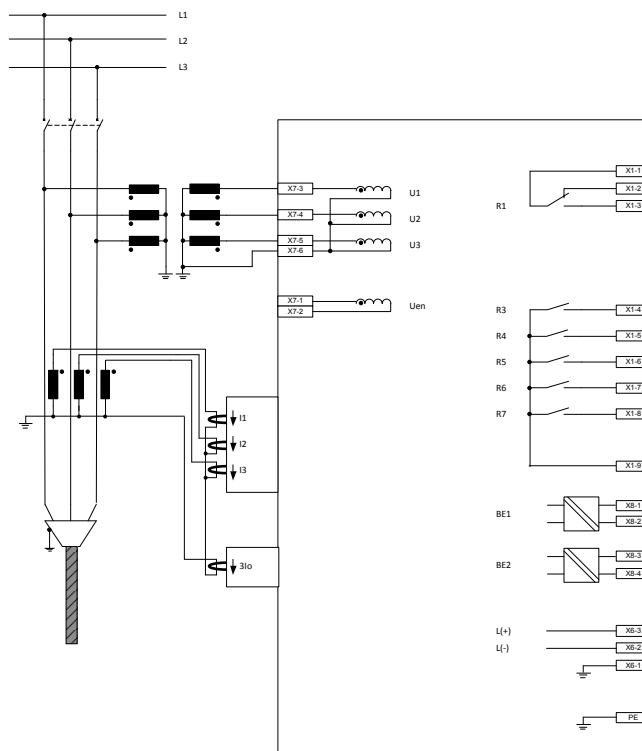 L1
L2
L3
X7-3
U1
X7-4
U2
X7-5
U3
X7-6
X7-1
Uen
X7-2
I1
I2
I3
3Io
X1-1
X1-2
R1
X1-3
R3
X1-4
R4
X1-5
R5
X1-6
R6
X1-7
R7
X1-8
X1-9
BE1
X8-1
X8-2
BE2
X8-3
X8-4
L(+)
X6-3
L(-)
X6-2
X6-1
PE